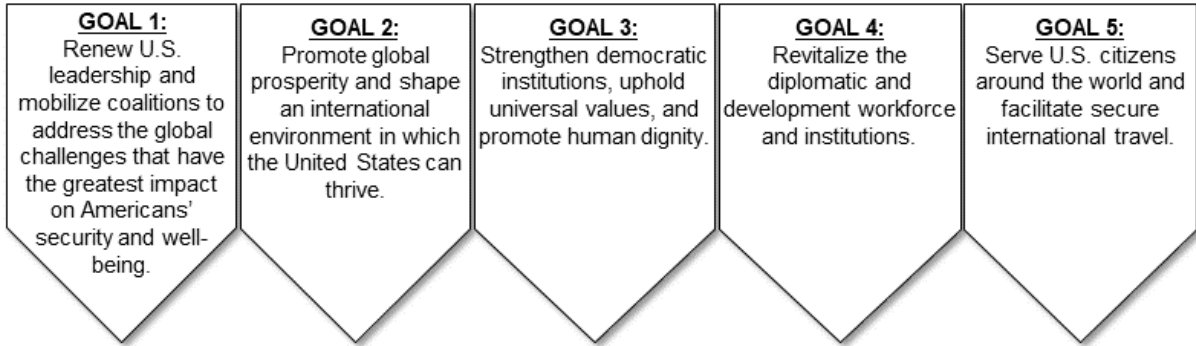 GOAL 1:
Renew U.S.
leadership and
mobilize coalitions to
address the global
challenges that have
the greatest impact
on Americans’
security and well-
being.
GOAL 2:
Promote global
prosperity and shape
an international
environment in which
the United States can
thrive.
GOAL 3:
Strengthen democratic
institutions, uphold
universal values, and
promote human dignity.
GOAL 4:
Revitalize the
diplomatic and
development workforce
and institutions.
GOAL 5:
Serve U.S. citizens
around the world and
facilitate secure
international travel.